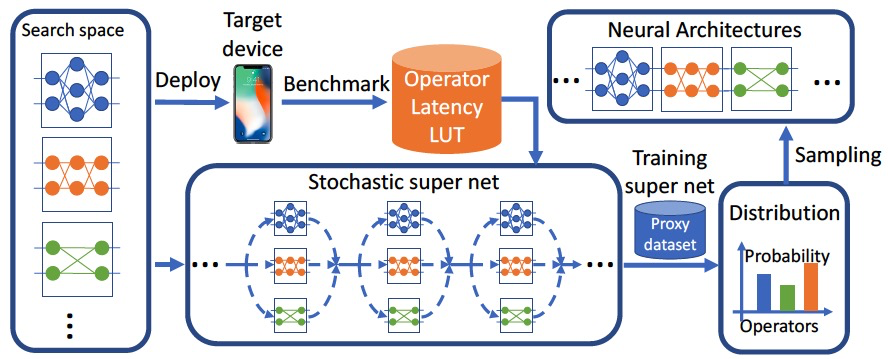 Search space
Target
device
Deploy
Benchmark
Operator
Latency
LUT
Neural Architectures
...
...
Stochastic super net
...
...
Training
super net
Proxy
dataset
Sampling
Distribution
Probability
Operators